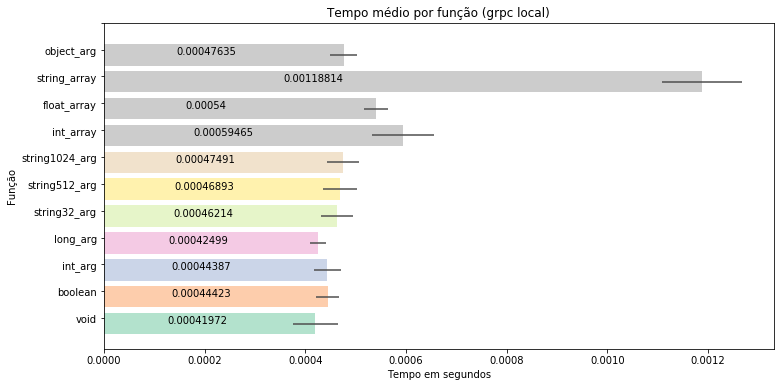 Tempo médio por função (grpc local)
Função
object_arg 0.00047635
string_array 0.00118814
float_array 0.00054
int_array 0.00059465
string1024_arg 0.00047491
string512_arg 0.00046893
string32_arg 0.00046214
long_arg 0.00042499
int_arg 0.00044387
boolean 0.00044423
void 0.00041972
0.0000 0.0002 0.0004 0.0006 0.0008 0.0010 0.0012
Tempo em segundos